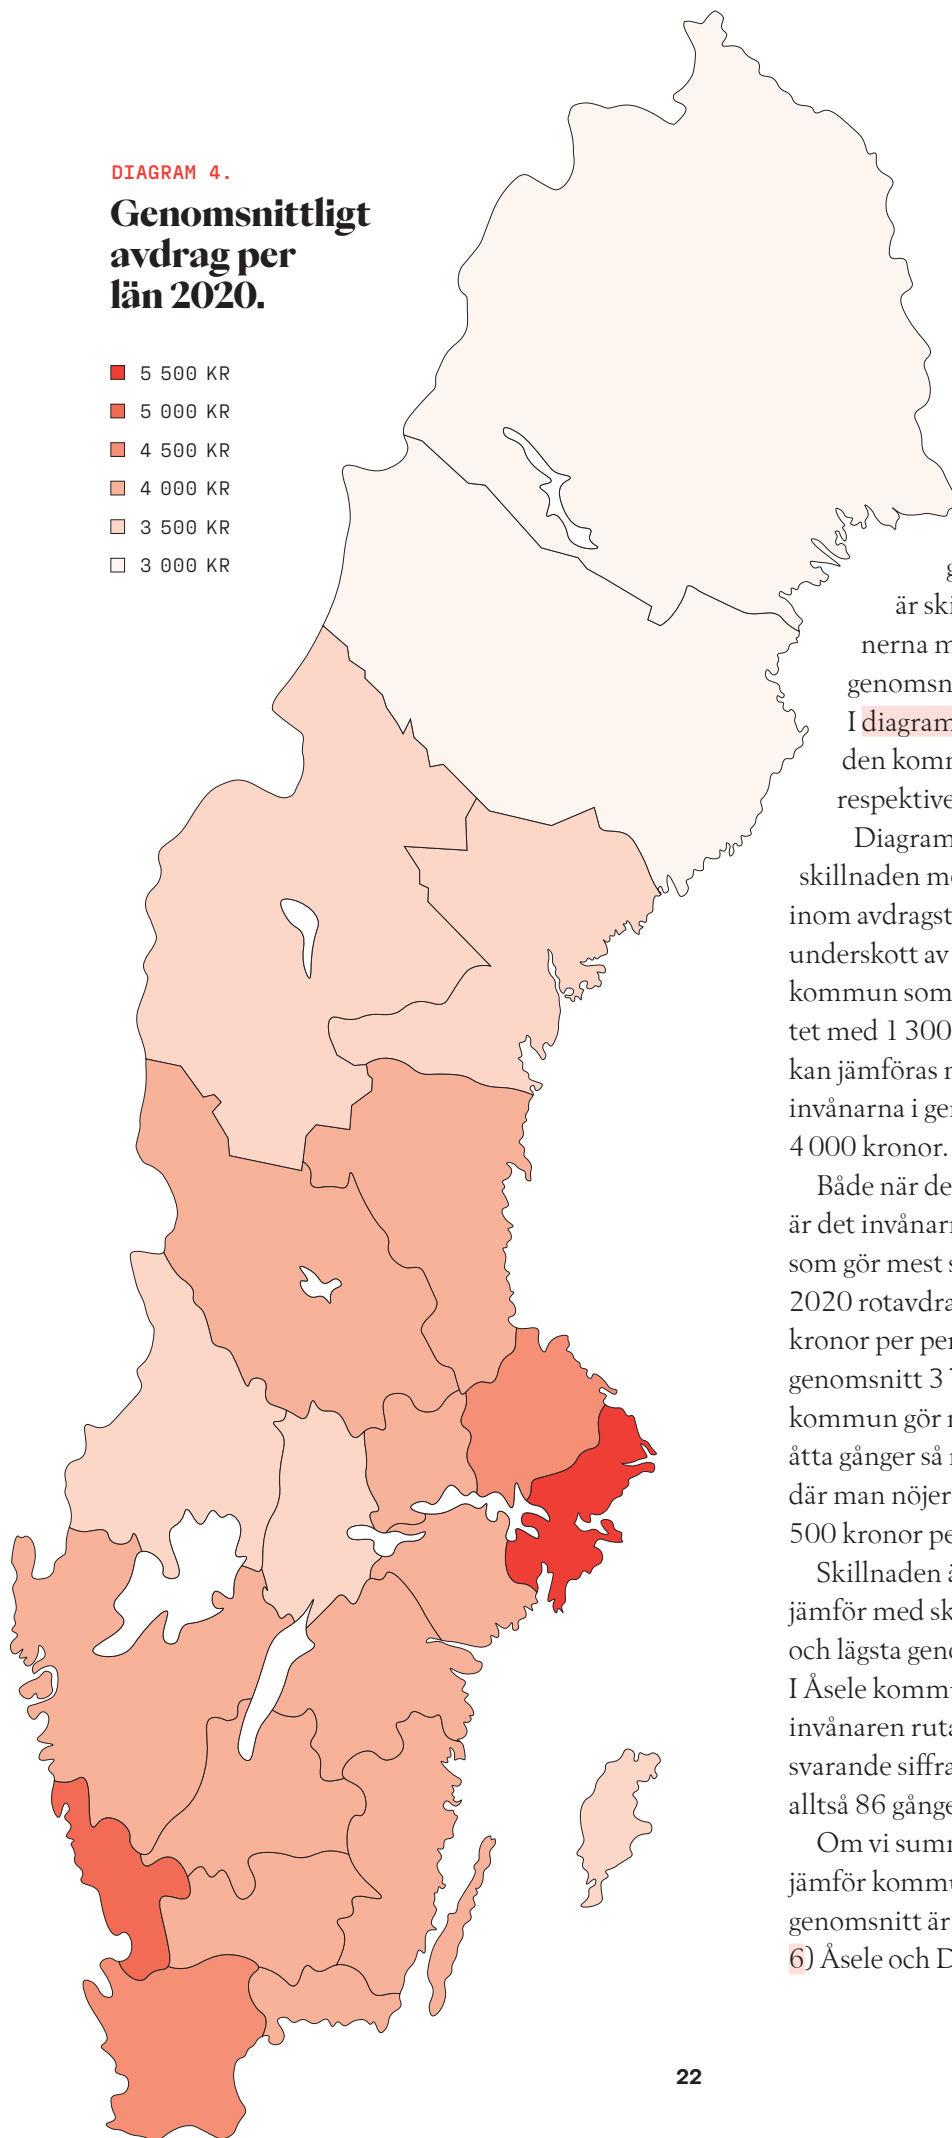 DIAGRAM 4.
Genomsnittligt
avdrag per
län 2020.
5 500 KR
5 000 KR
4 500 KR
4 000 KR
3 500 KR
3 000 KR
g
är ski
nerna m
genomsn
I diagram
den komm
respektive
Diagram
skillnaden me
inom avdragst
underskott av
kommun som
tet med 1 300
kan jämföras m
invånarna i gen
4 000 kronor.
Både när de
är det invånarn
som gör mest s
2020 rotavdra
kronor per per
genomsnitt 3
kommun gör m
åtta gånger så m
där man nöjer
500 kronor pe
Skillnaden ä
jämför med sk
och lägsta geno
I Åsele kommu
invånaren ruta
svarande siffra
alltså 86 gånge
Om vi summ
jämför kommu
genomsnitt är
6) Åsele och D
22